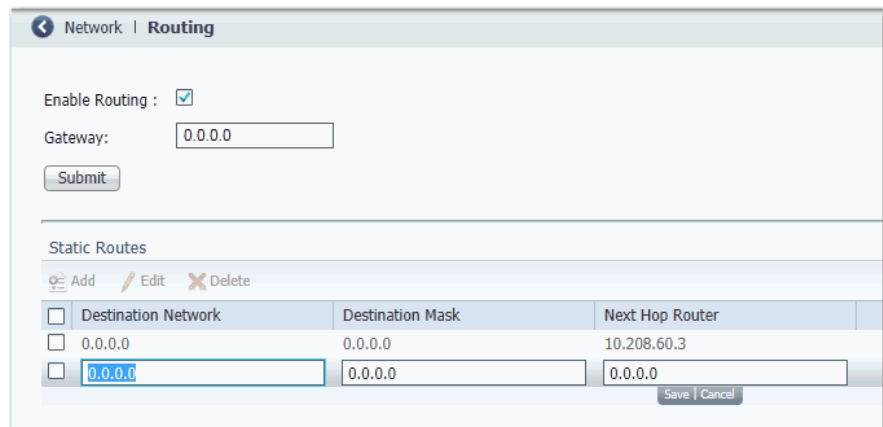 Network | Routing
Enable Routing :
Gateway: 0.0.0.0
Submit
Static Routes
Add Edit Delete
Destination Network Destination Mask Next Hop Router
0.0.0.0 0.0.0.0 10.208.60.3
0.0.0.0 0.0.0.0 0.0.0.0
Save | Cancel